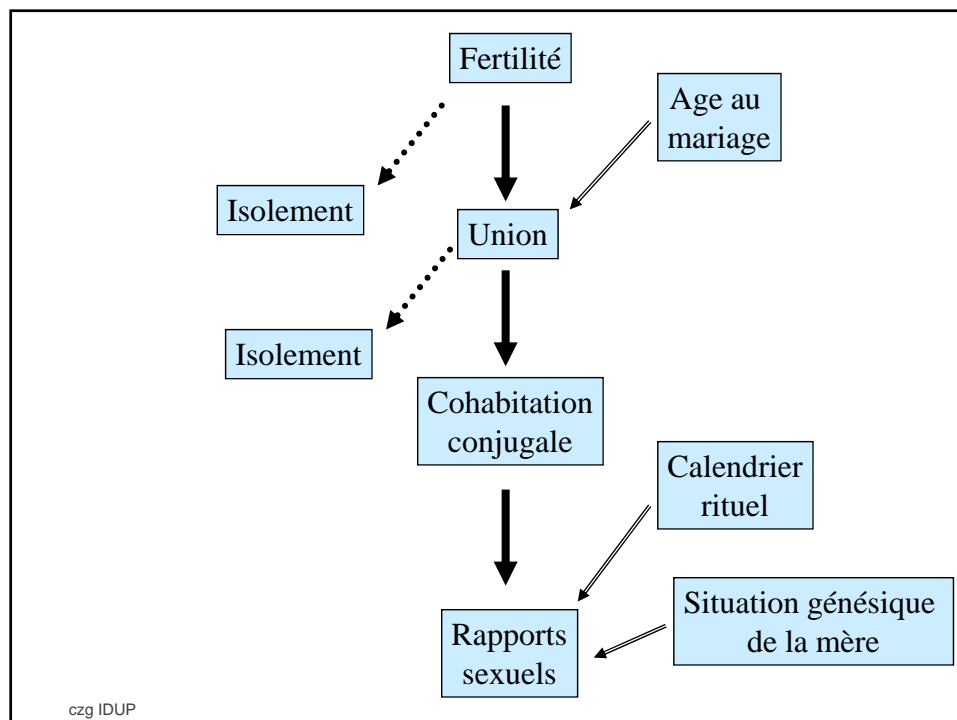 Fertilité
Age au
mariage
Isolement
Union
Isolement
Cohabitation
conjugale
Calendrier
rituel
Situation génésique
de la mère
Rapports
sexuels
czg IDUP